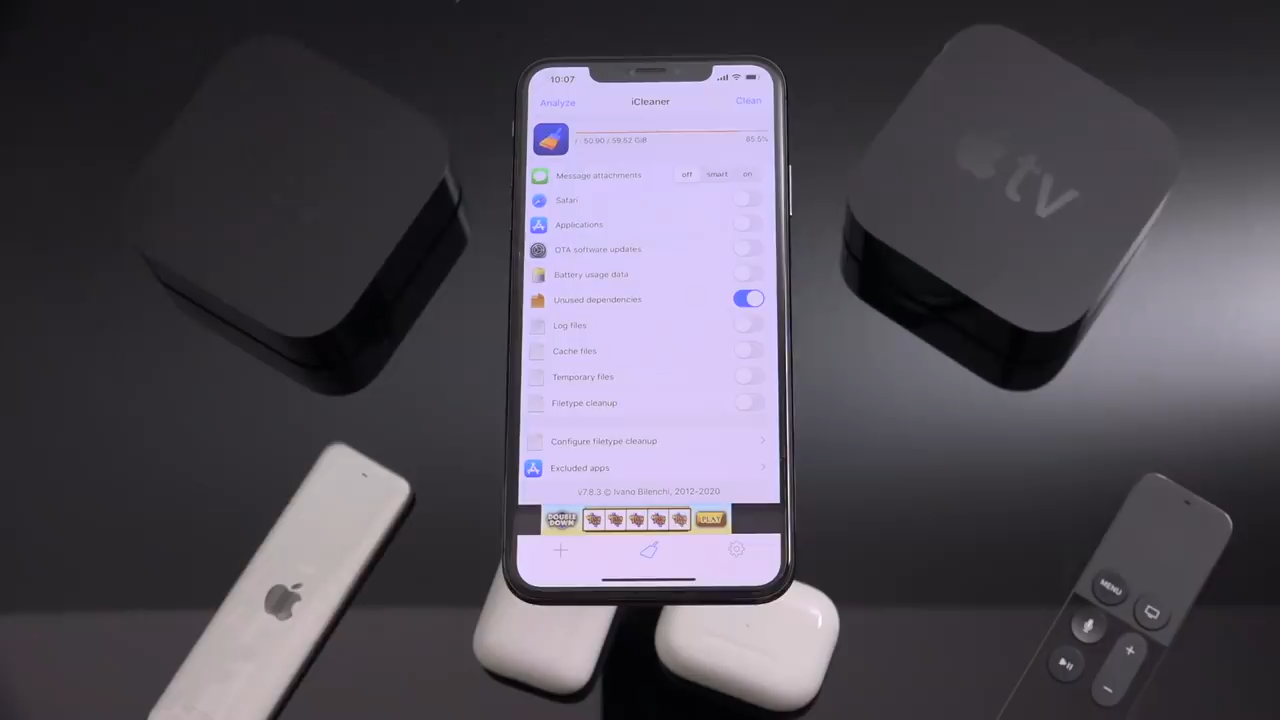 10:07
Analyze
iCleaner
Clean
/ 50.90 / 59.52 GiB
85.5%
Message attachments
off smart on
Safari
Applications
OTA software updates
Battery usage data
Unused dependencies
Log files
Cache files
Temporary files
Filetype cleanup
Configure filetype cleanup
Excluded apps
v7.8.3 © Ivano Bilenchi, 2012-2020
DOUBLE
DOWN
PLAY
tv
MENU